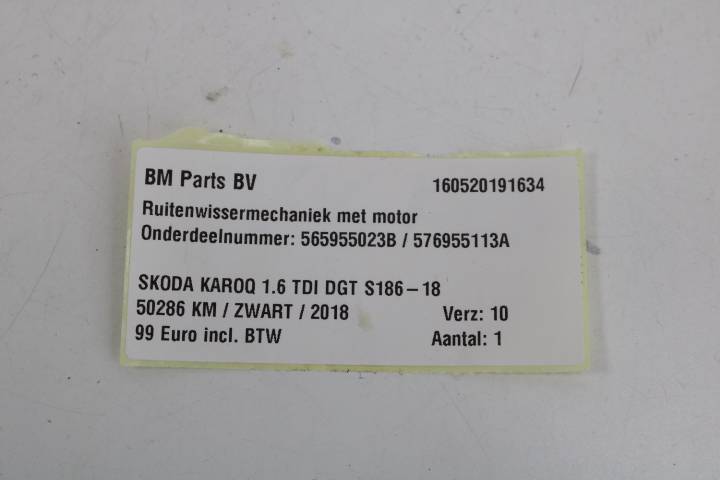 BM Parts BV 160520191634
Ruitenwissermechaniek met motor
Onderdeelnummer: 565955023B / 576955113A
SKODA KAROQ 1.6 TDI DGT S186-18
50286 KM / ZWART / 2018 Verz: 10
99 Euro incl. BTW Aantal: 1